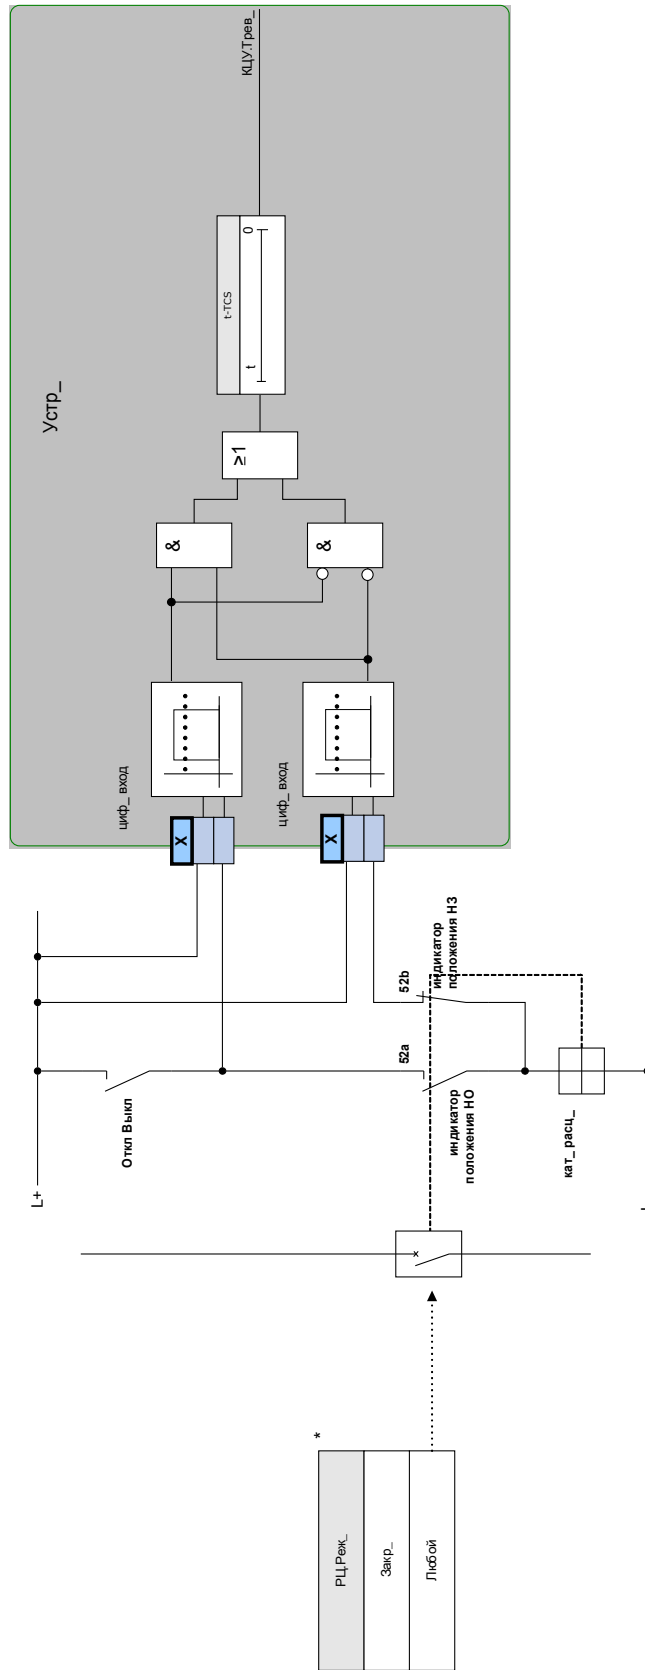 КЦУ.Трев_
t-TCS
0
t
Устр_
≥1
&
&
циф_ вход
X
циф_ вход
X
52b
индикатор
положения НЗ
52a
индикатор
положения НО
Откл Выкл
кат_ расц_
L+
*
РЦ.Реж_
Закр_
Любой